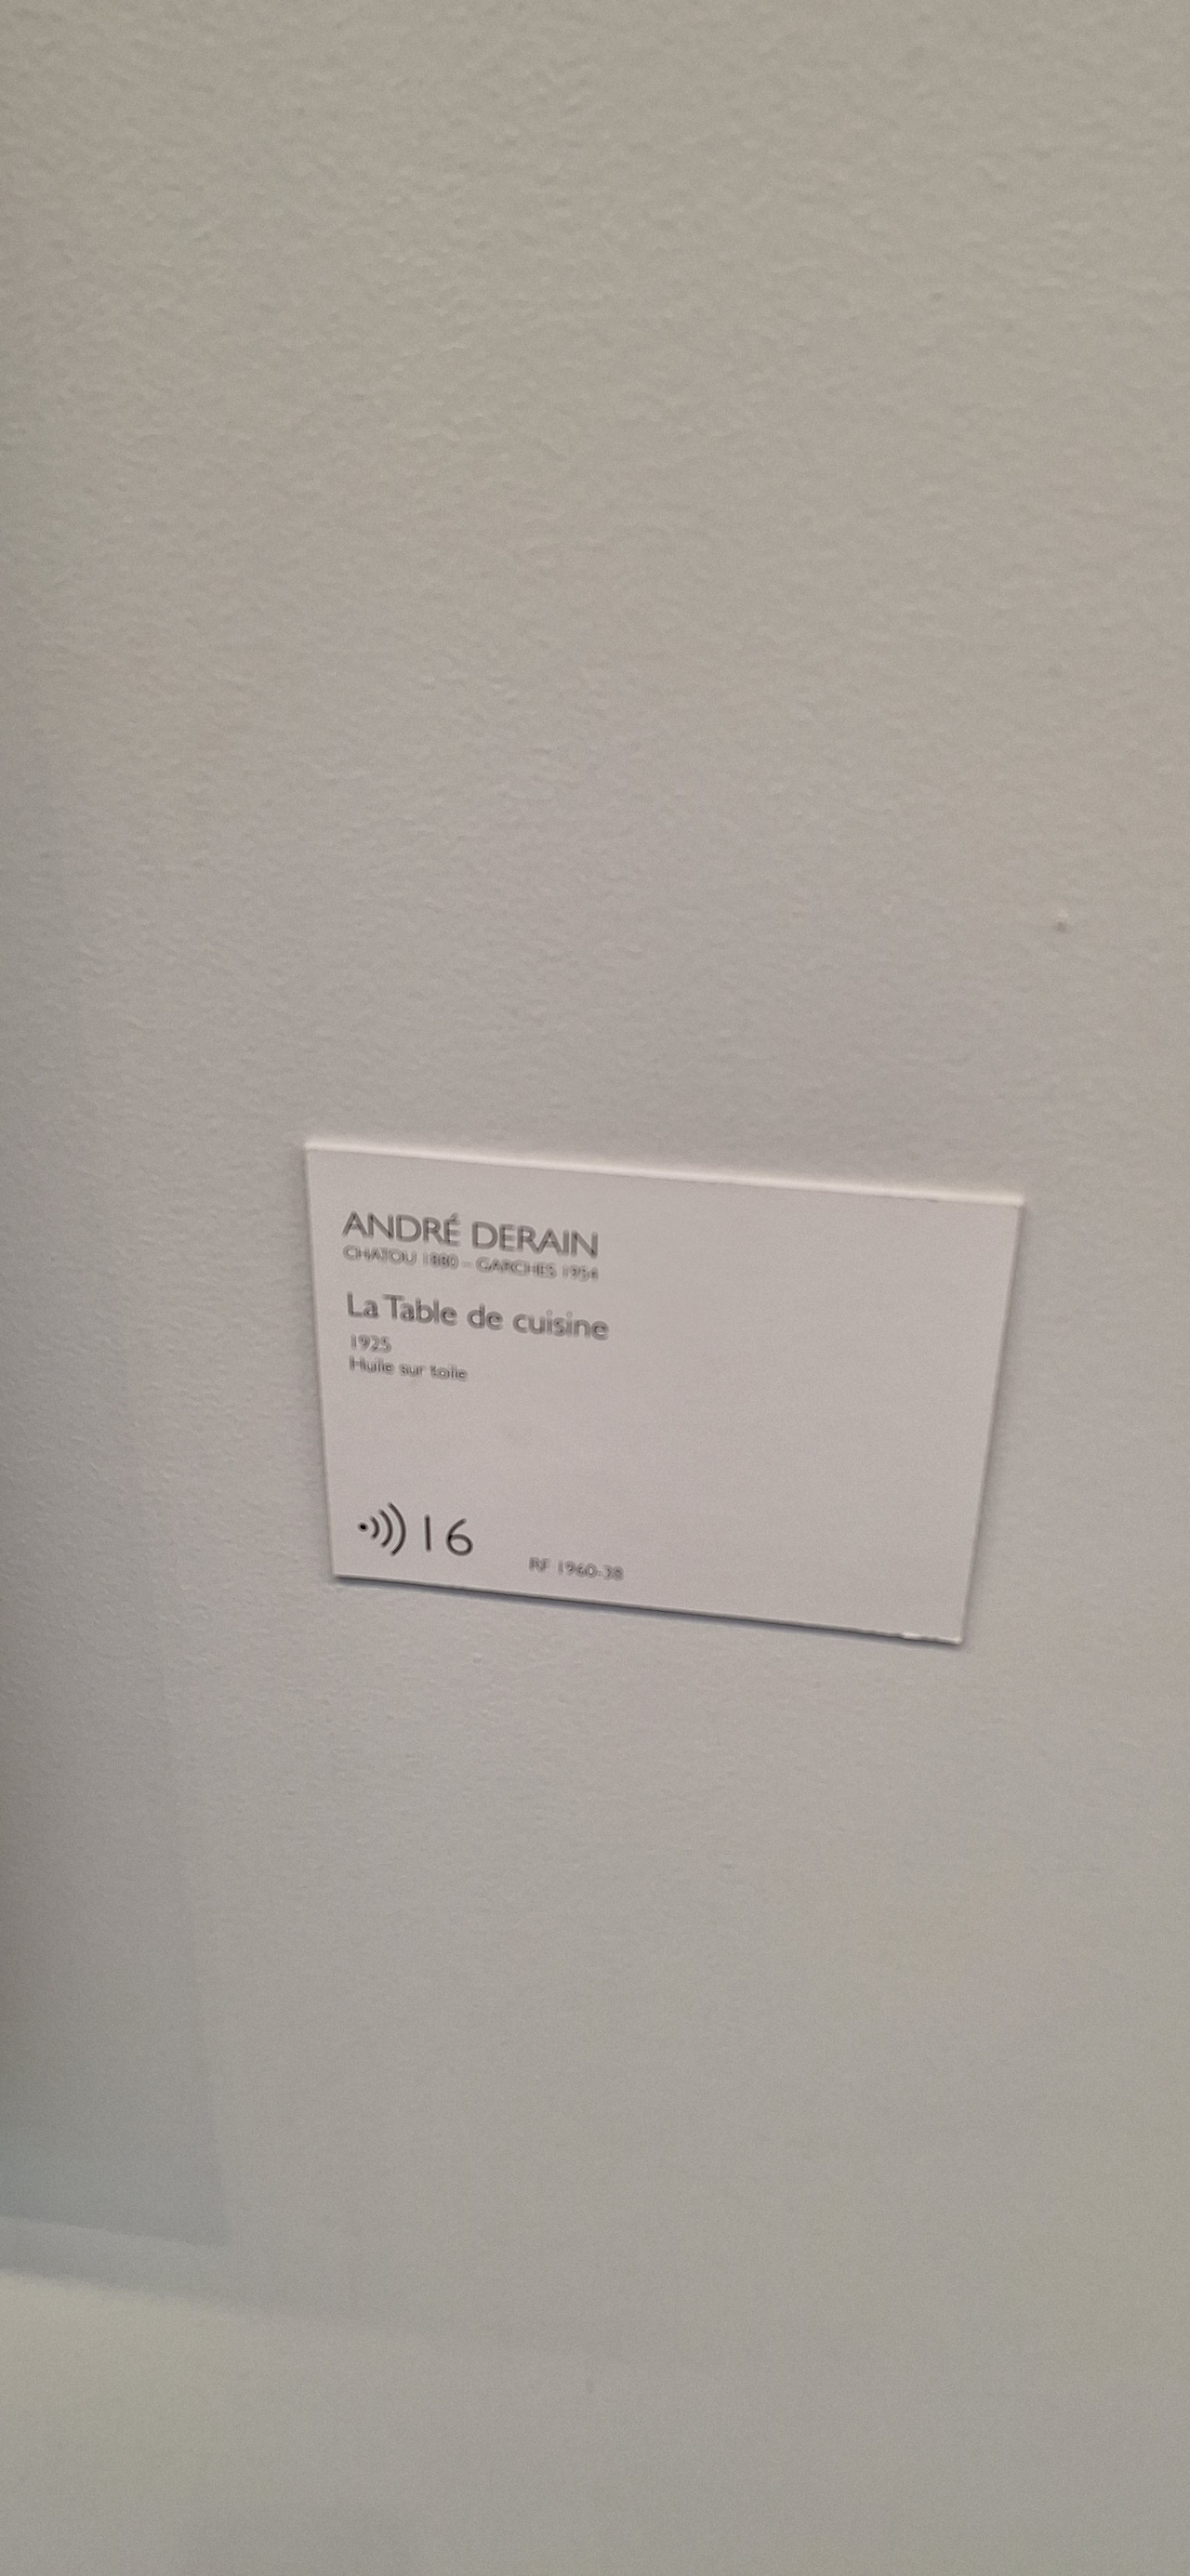 ANDRÉ DERAIN
CHATOU 1880 - GARCHES 1954
La Table de cuisine
1925
Huile sur toile
16
RF 1960-38